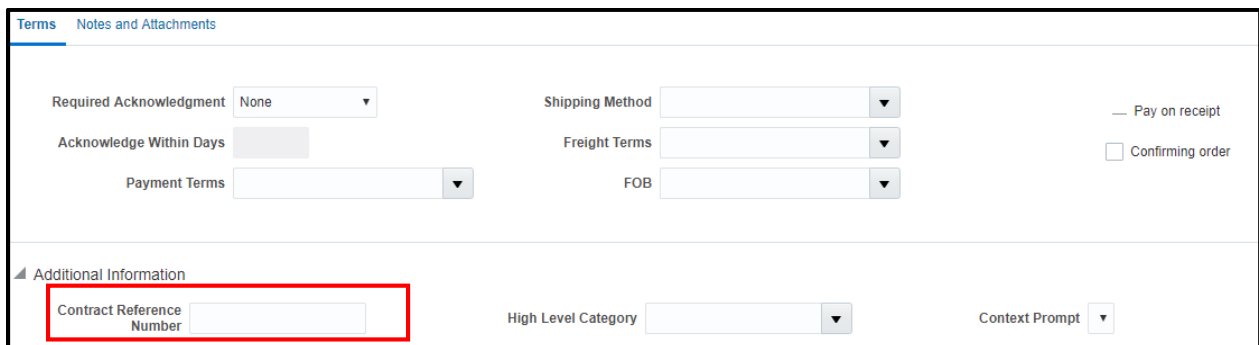 Terms Notes and Attachments
Required Acknowledgment None Shipping Method
Pay on receipt
Acknowledge Within Days Freight Terms
Confirming order
Payment Terms FOB
Additional Information
Contract Reference
Number High Level Category Context Prompt